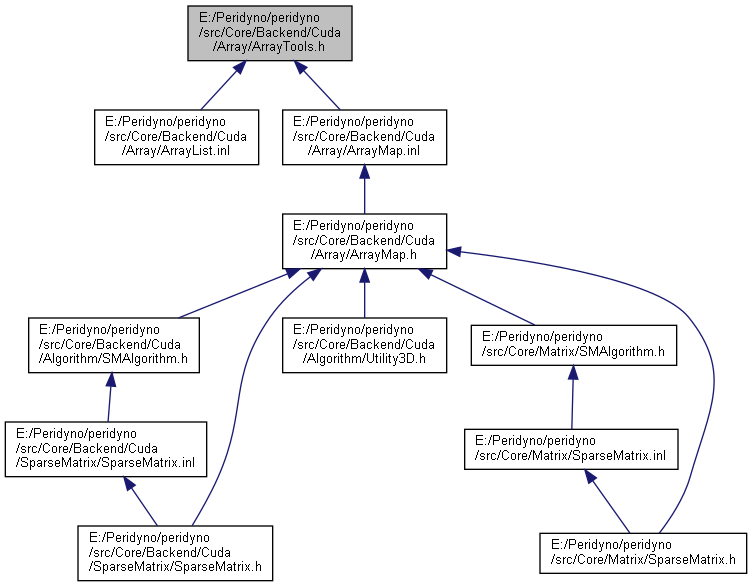 E:/Peridyno/peridyno
/src/Core/Backend/Cuda
/Array/ArrayTools.h
E:/Peridyno/peridyno
/src/Core/Backend/Cuda
/Array/ArrayList.inl
E:/Peridyno/peridyno
/src/Core/Backend/Cuda
/Array/ArrayMap.inl
E:/Peridyno/peridyno
/src/Core/Backend/Cuda
/Array/ArrayMap.h
E:/Peridyno/peridyno
/src/Core/Backend/Cuda
/Algorithm/SMAlgorithm.h
E:/Peridyno/peridyno
/src/Core/Backend/Cuda
/Algorithm/Utility3D.h
E:/Peridyno/peridyno
/src/Core/Matrix/SMAlgorithm.h
E:/Peridyno/peridyno
/src/Core/Backend/Cuda
/SparseMatrix/SparseMatrix.inl
E:/Peridyno/peridyno
/src/Core/Matrix/SparseMatrix.inl
E:/Peridyno/peridyno
/src/Core/Backend/Cuda
/SparseMatrix/SparseMatrix.h
E:/Peridyno/peridyno
/src/Core/Matrix/SparseMatrix.h